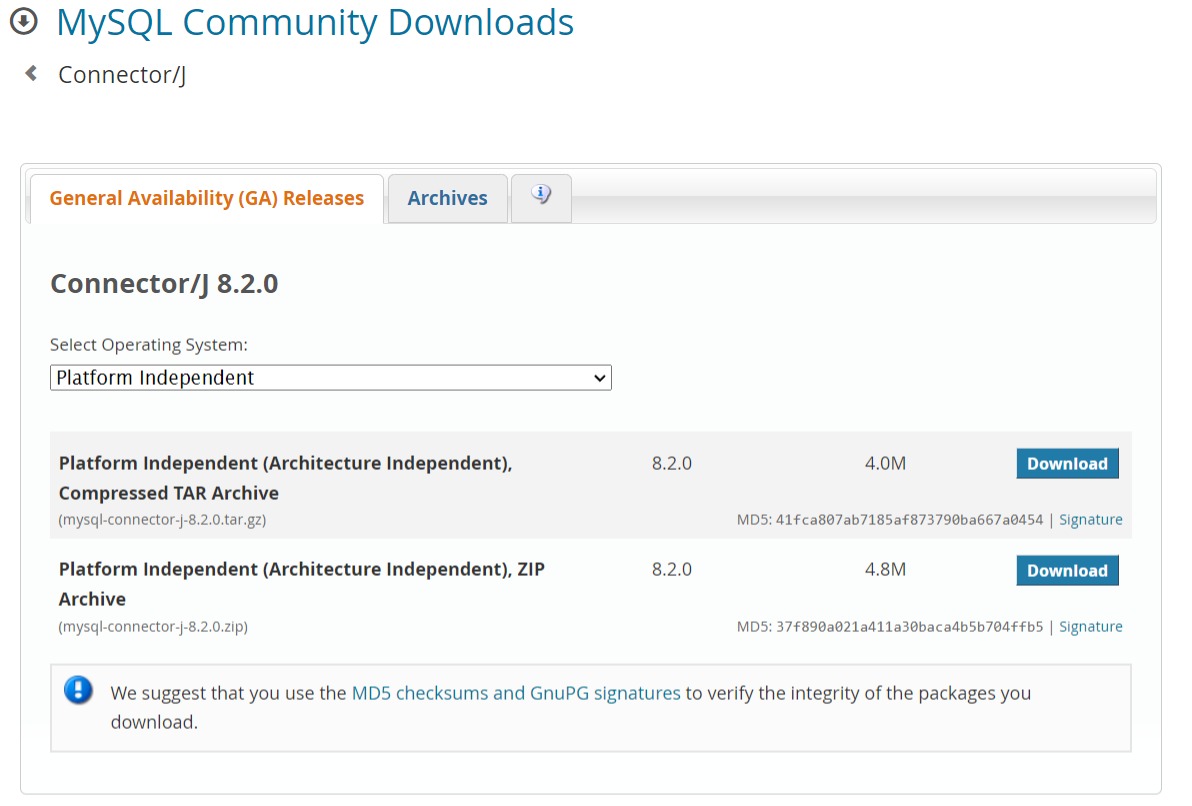 MySQL Community Downloads
Connector/J
General Availability (GA) Releases
Archives
Connector/J 8.2.0
Select Operating System:
Platform Independent
Platform Independent (Architecture Independent), 8.2.0 4.0M Download
Compressed TAR Archive
(mysql-connector-j-8.2.0.tar.gz) MD5: 41fca807ab7185af873790ba667a0454 | Signature
Platform Independent (Architecture Independent), ZIP 8.2.0 4.8M Download
Archive
(mysql-connector-j-8.2.0.zip) MD5: 37f890a021a411a30baca4b5b704ffb5 | Signature
We suggest that you use the MD5 checksums and GnuPG signatures to verify the integrity of the packages you
download.